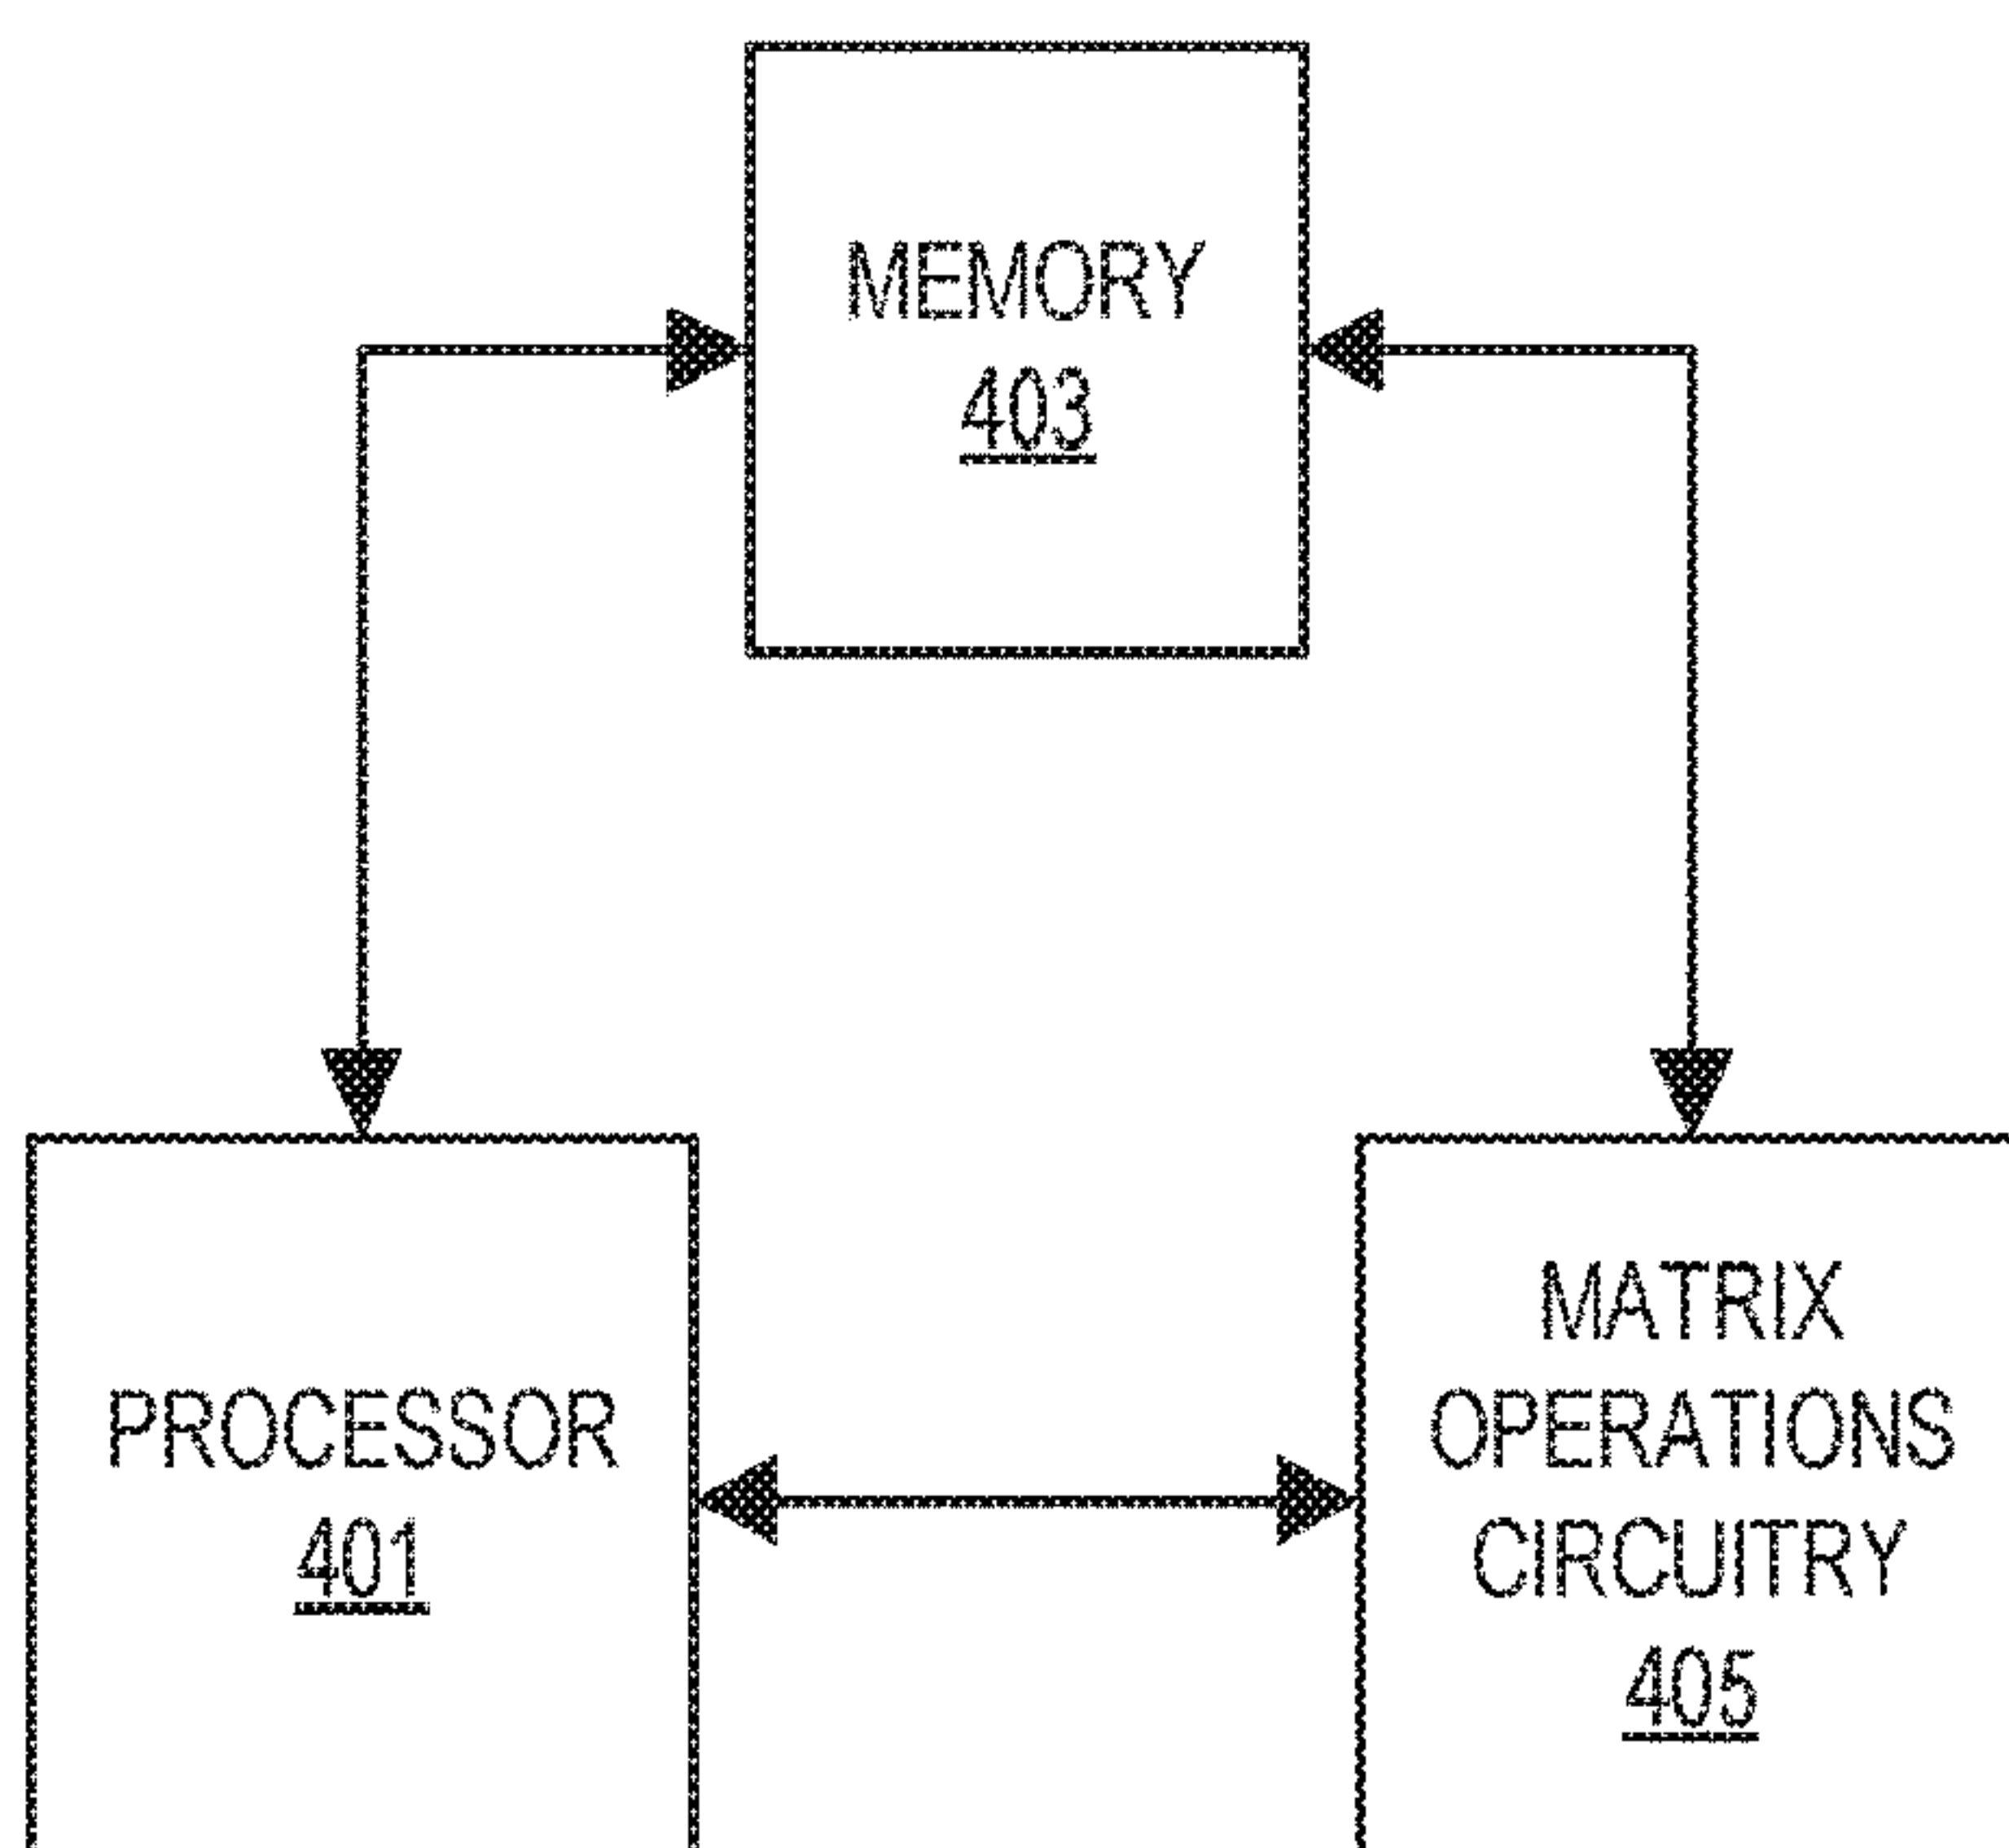 MEMORY
403
PROCESSOR
401
MATRIX
OPERATIONS
CIRCUITRY
405